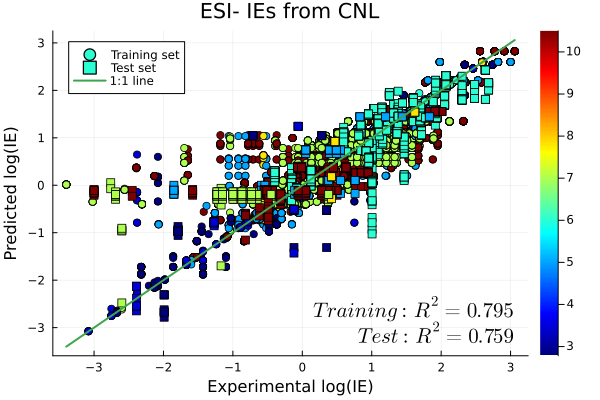 ESI- IEs from CNL
Training set
Test set
1:1 line
Predicted log(IE)
3
2
1
0
−1
−2
−3
Training: R² = 0.795
Test: R² = 0.759
−3 −2 −1 0 1 2 3
Experimental log(IE)
10
9
8
7
6
5
4
3